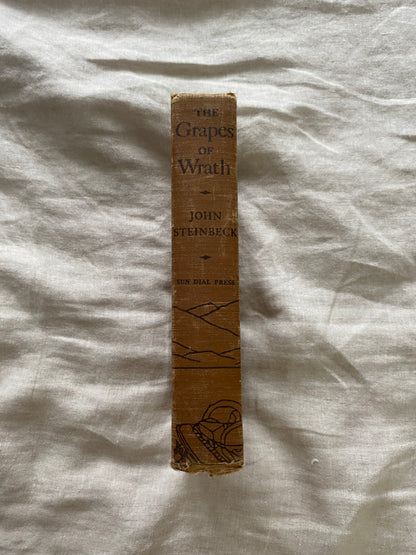 THE
Grapes
OF
Wrath
JOHN
STEINBECK
SUN DIAL PRESS